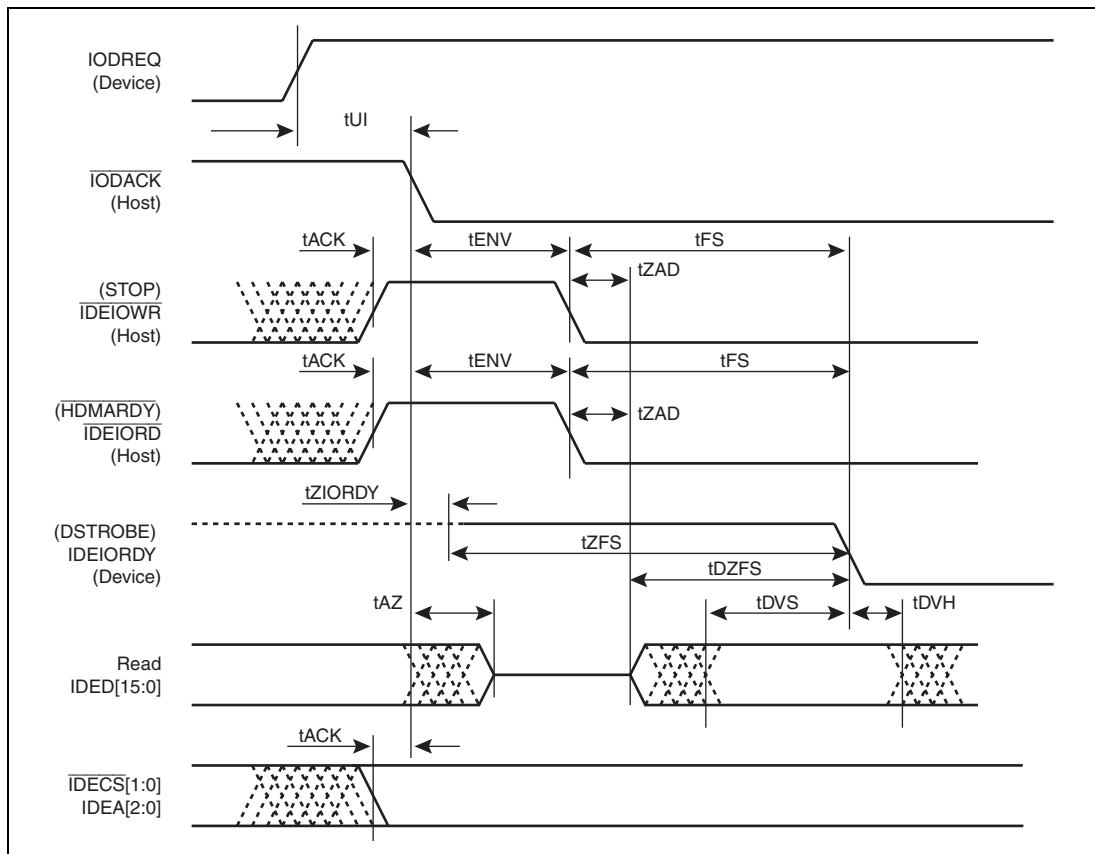 IODREQ
(Device)
tUI
IODACK
(Host)
tACK
tENV
tFS
tZAD
(STOP)
IDEIOWR
(Host)
tACK
tENV
tFS
tZAD
(HDMARDY)
IDEIORD
(Host)
tZIORDY
(DSTROBE)
IDEIORDY
(Device)
tZFS
tDZFS
tAZ
tDVS
tDVH
Read
IDED[15:0]
tACK
IDECS[1:0]
IDEA[2:0]